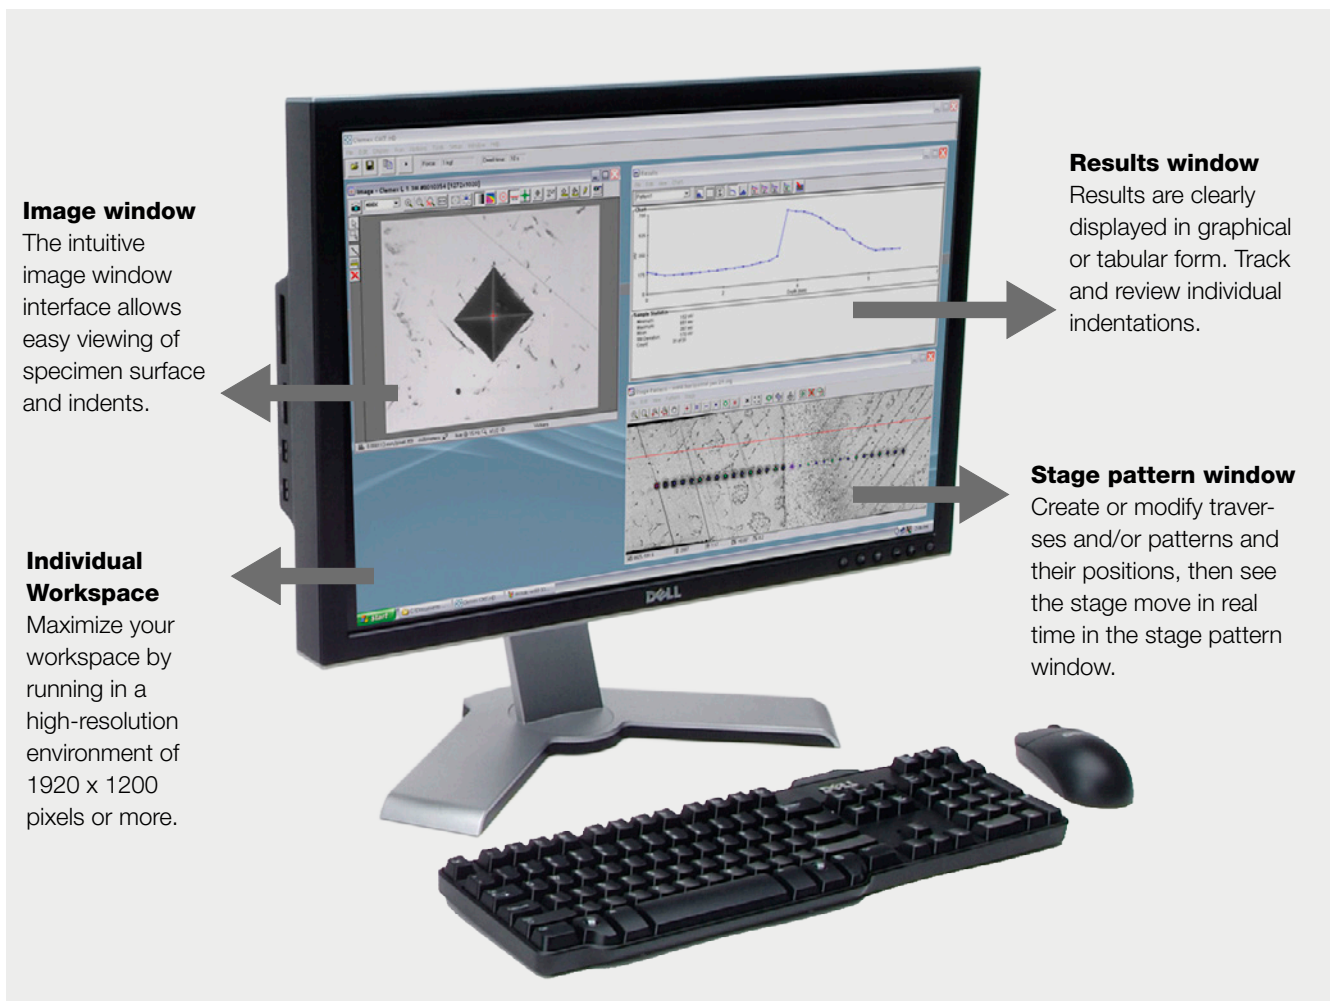 Image window
The intuitive
image window
interface allows
easy viewing of
specimen surface
and indents.
Individual
Workspace
Maximize your
workspace by
running in a
high-resolution
environment of
1920 x 1200
pixels or more.
Results window
Results are clearly
displayed in graphical
or tabular form. Track
and review individual
indentations.
Stage pattern window
Create or modify traver-
ses and/or patterns and
their positions, then see
the stage move in real
time in the stage pattern
window.
DELL
Start
DELL